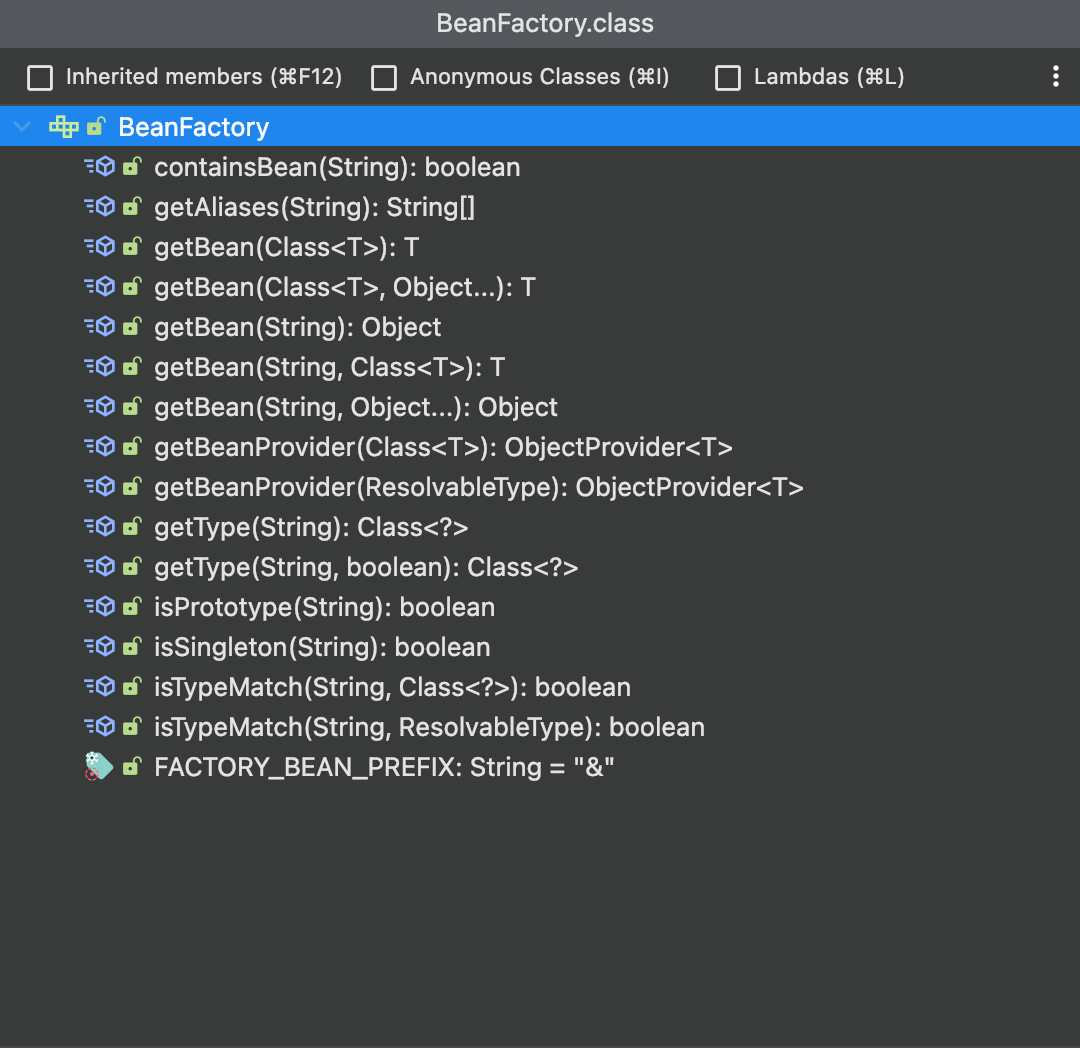 BeanFactory.class
Inherited members (⌘F12) Anonymous Classes (⌘I) Lambdas (⌘L)
BeanFactory
containsBean(String): boolean
getAliases(String): String[]
getBean(Class<T>): T
getBean(Class<T>, Object...): T
getBean(String): Object
getBean(String, Class<T>): T
getBean(String, Object...): Object
getBeanProvider(Class<T>): ObjectProvider<T>
getBeanProvider(ResolvableType): ObjectProvider<T>
getType(String): Class<?>
getType(String, boolean): Class<?>
isPrototype(String): boolean
isSingleton(String): boolean
isTypeMatch(String, Class<?>): boolean
isTypeMatch(String, ResolvableType): boolean
FACTORY_BEAN_PREFIX: String = "&"